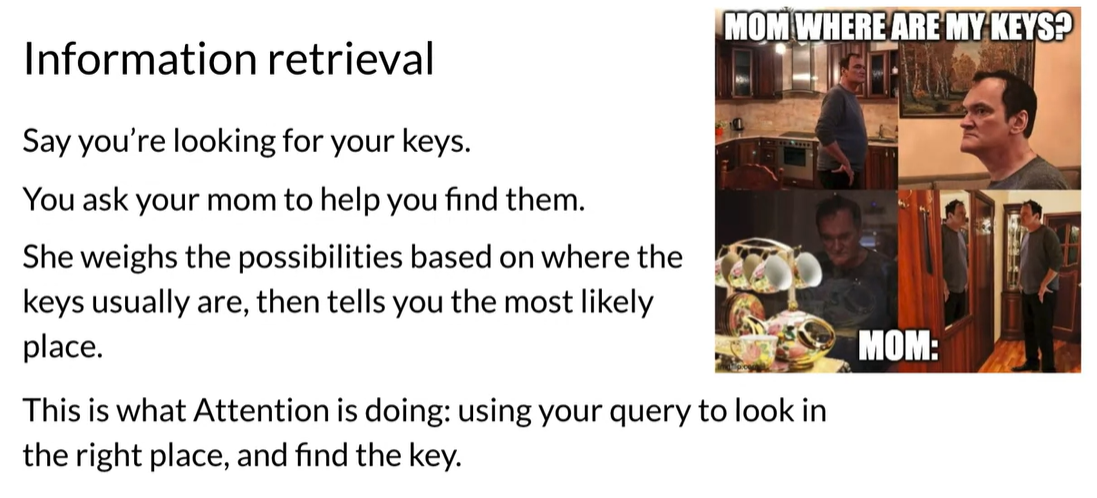 Information retrieval
Say you're looking for your keys.
You ask your mom to help you find them.
She weighs the possibilities based on where the
keys usually are, then tells you the most likely
place.
This is what Attention is doing: using your query to look in
the right place, and find the key.
MOM WHERE ARE MY KEYS?
MOM: